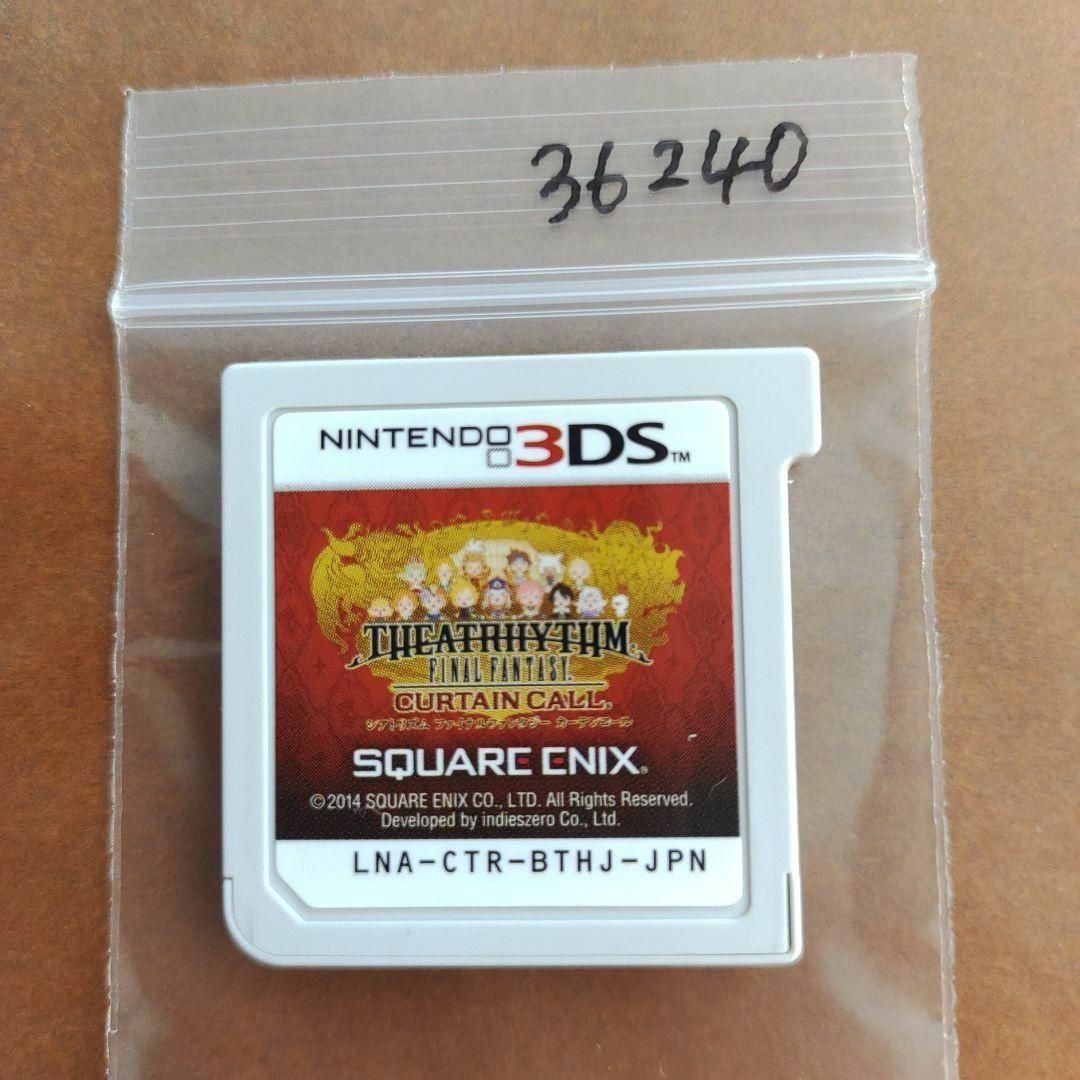 36240
NINTENDO 3DS™
THEATRHYTHM
FINAL FANTASY®
CURTAIN CALL®
シアトリズム ファイナルファンタジー カーテンコール
SQUARE ENIX®
©2014 SQUARE ENIX CO., LTD. All Rights Reserved.
Developed by indieszero Co., Ltd.
LNA-CTR-BTHJ-JPN